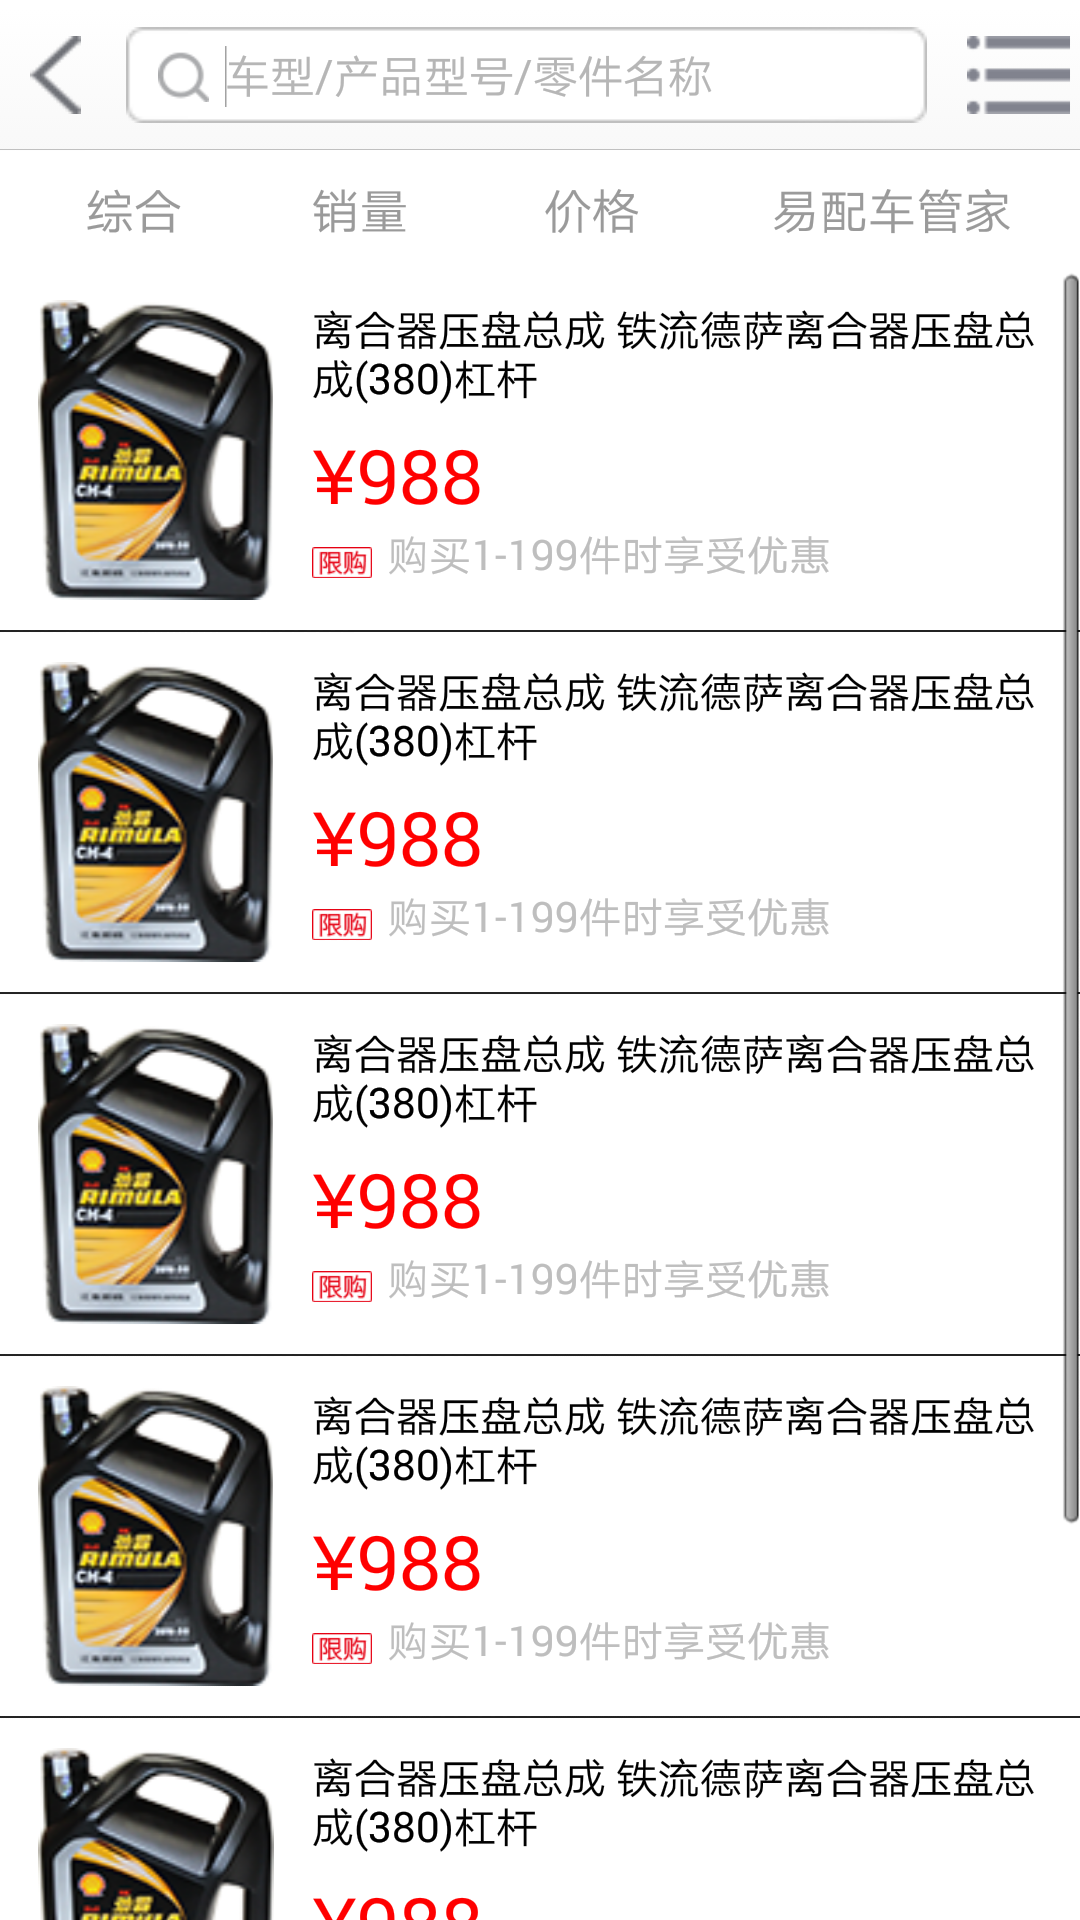 车型/产品型号/零件名称
综合 销量 价格 易配车管家
离合器压盘总成 铁流德萨离合器压盘总
成(380)杠杆
劲霸
RIMULA
CH-4
¥988
限购 购买1-199件时享受优惠
离合器压盘总成 铁流德萨离合器压盘总
成(380)杠杆
RIMULA
CH-4
¥988
限购 购买1-199件时享受优惠
离合器压盘总成 铁流德萨离合器压盘总
成(380)杠杆
RIMULA
CH-4
¥988
限购 购买1-199件时享受优惠
离合器压盘总成 铁流德萨离合器压盘总
成(380)杠杆
RIMULA
CH-4
¥988
限购 购买1-199件时享受优惠
离合器压盘总成 铁流德萨离合器压盘总
成(380)杠杆
RIMULA
¥988